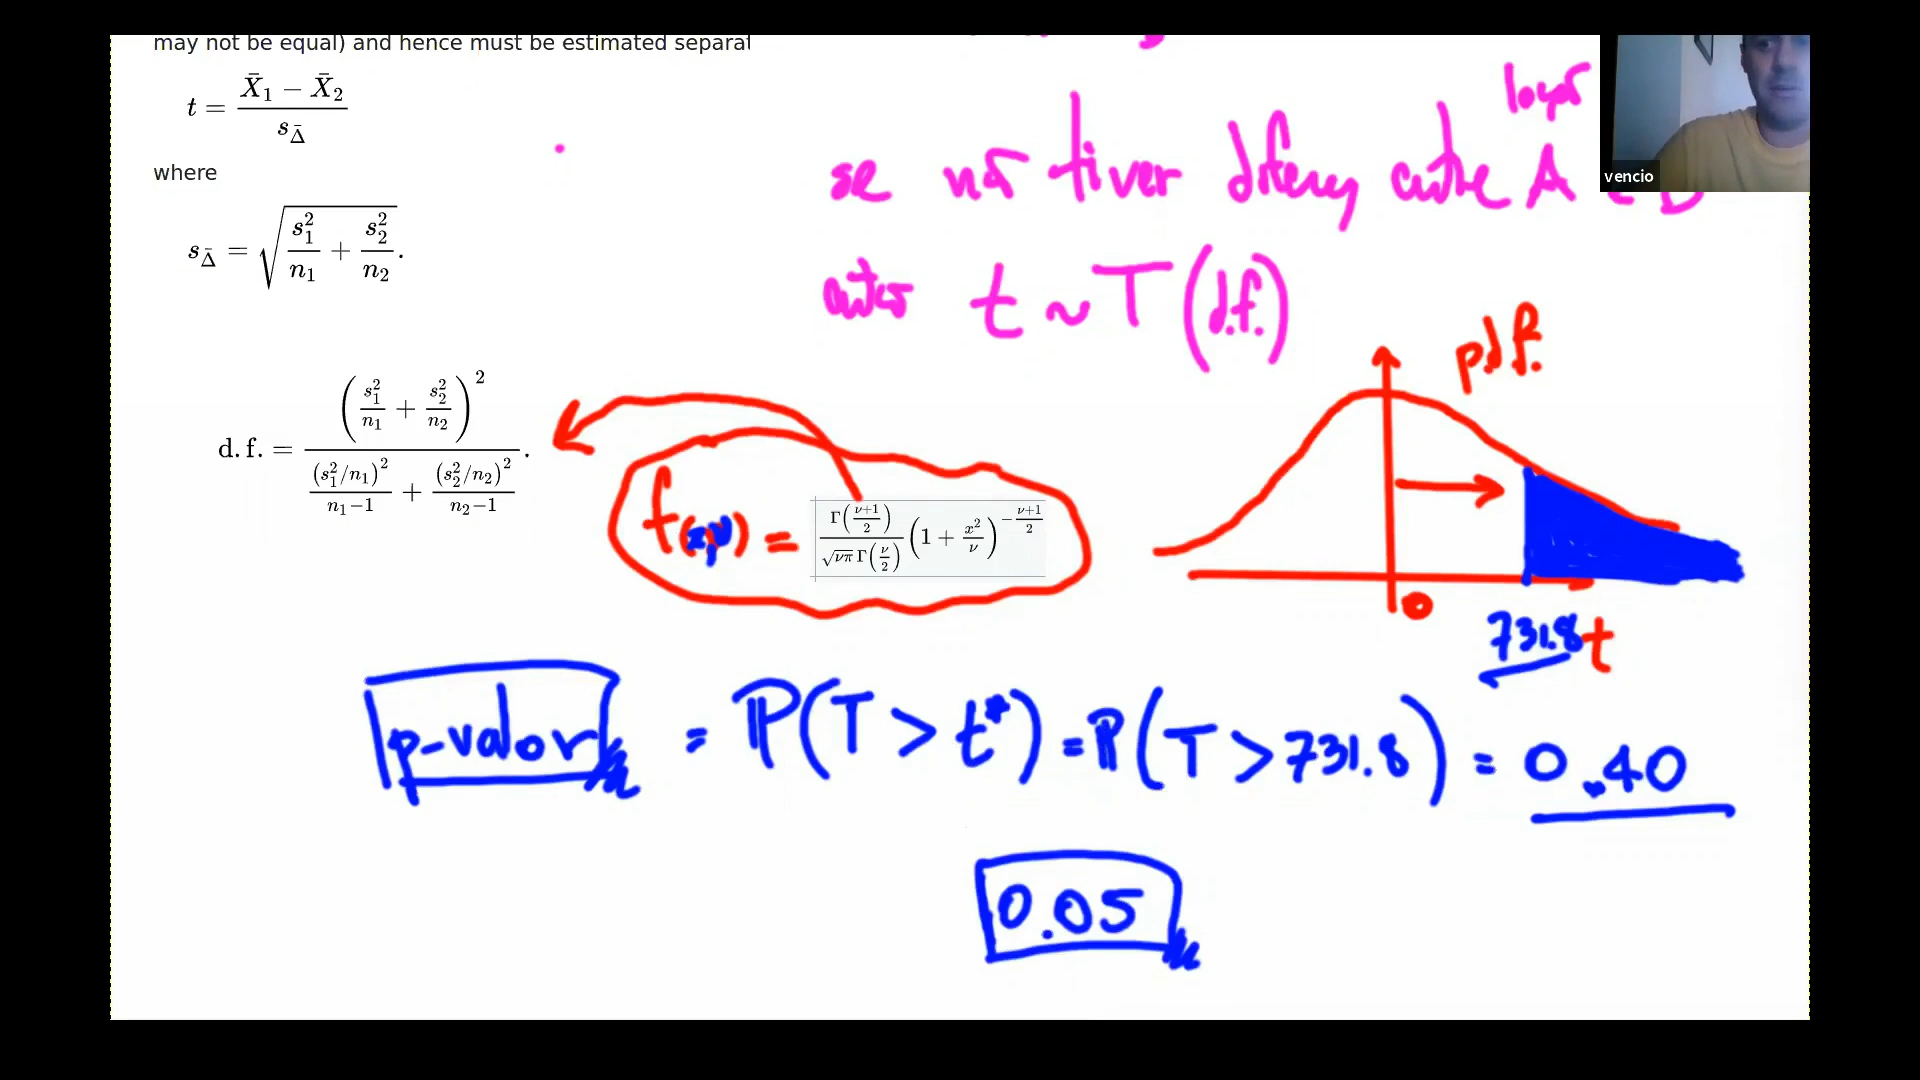 may not be equal) and hence must be estimated separat
t = X̄₁ − X̄₂ / s_Δ̄
where
s_Δ̄ = √(s₁²/n₁ + s₂²/n₂).
d.f. = (s₁²/n₁ + s₂²/n₂)² / ((s₁²/n₁)²/(n₁−1) + (s₂²/n₂)²/(n₂−1)).
se não tiver diferença entre A e B
então t ~ T(d.f.)
vencio
p.d.f.
f(x,ν) = Γ((ν+1)/2) / (√(νπ) Γ(ν/2)) (1 + x²/ν)^(−(ν+1)/2)
0
731.8 t
p-valor = P(T > t*) = P(T > 731.8) = 0.40
0.05